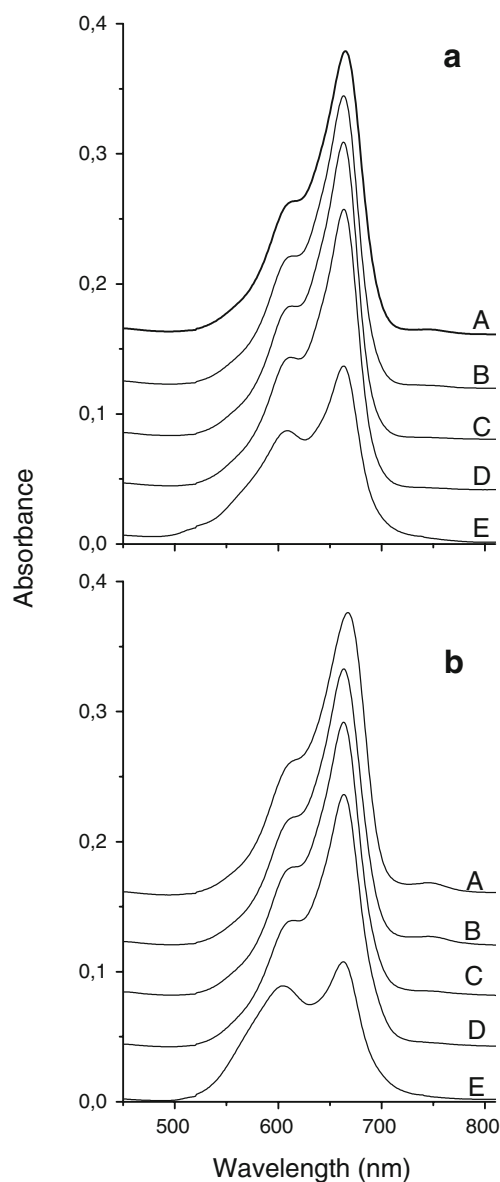 0,4
a
0,3
0,2
A
B
0,1
C
D
E
0,0
Absorbance
0,4
b
0,3
0,2
A
B
0,1
C
D
E
0,0
500 600 700 800
Wavelength (nm)